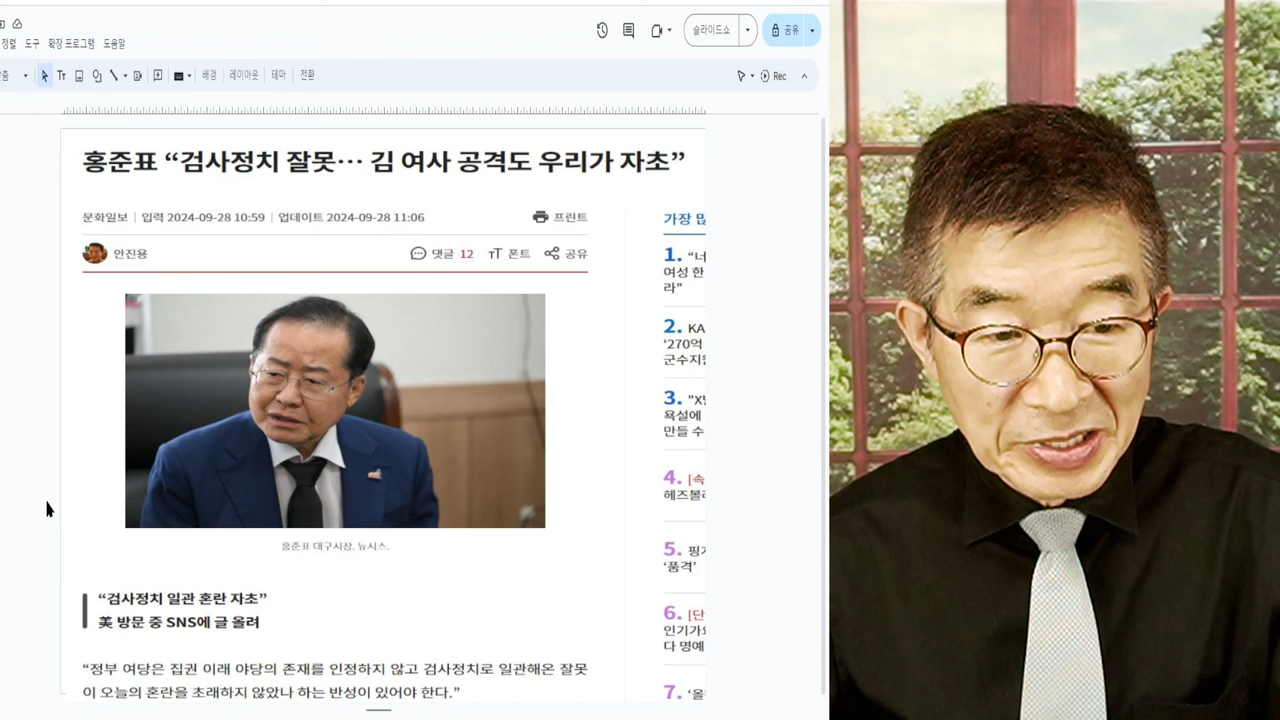 정렬 도구 확장 프로그램 도움말
슬라이드쇼
공유
배경 레이아웃 테마 전환
Rec
홍준표 “검사정치 잘못… 김 여사 공격도 우리가 자초”
문화일보 | 입력 2024-09-28 10:59 | 업데이트 2024-09-28 11:06
프린트
안진용
댓글 12 폰트 공유
홍준표 대구시장. 뉴시스.
“검사정치 일관 혼란 자초”
美 방문 중 SNS에 글 올려
“정부 여당은 집권 이래 야당의 존재를 인정하지 않고 검사정치로 일관해온 잘못
이 오늘의 혼란을 초래하지 않았나 하는 반성이 있어야 한다.”
가장 많
1. “너
여성 한
라”
2. KA
‘270억
군수지원
3. "X
욕설에
만들 수
4. [속
헤즈볼라
5. 핑
‘품격’
6. [단
인기가
다 명예
7. ‘울